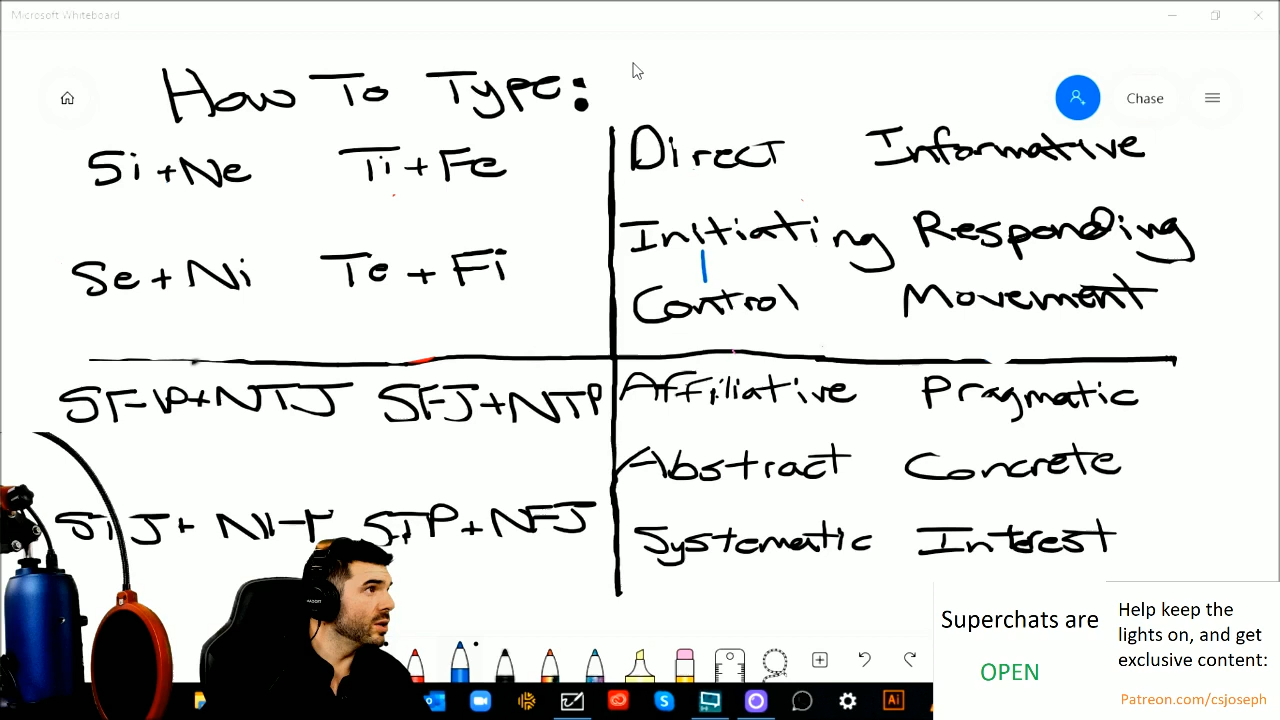 Microsoft Whiteboard
How To Type:
Chase
Si + Ne Ti + Fe
Se + Ni Te + Fi
Direct Informative
Initiating Responding
Control Movement
SFP + NTJ SFJ + NTP
STP + NFJ
Affiliative Pragmatic
Abstract Concrete
Systematic Interest
Superchats are
OPEN
Help keep the
lights on, and get
exclusive content:
Patreon.com/csjoseph